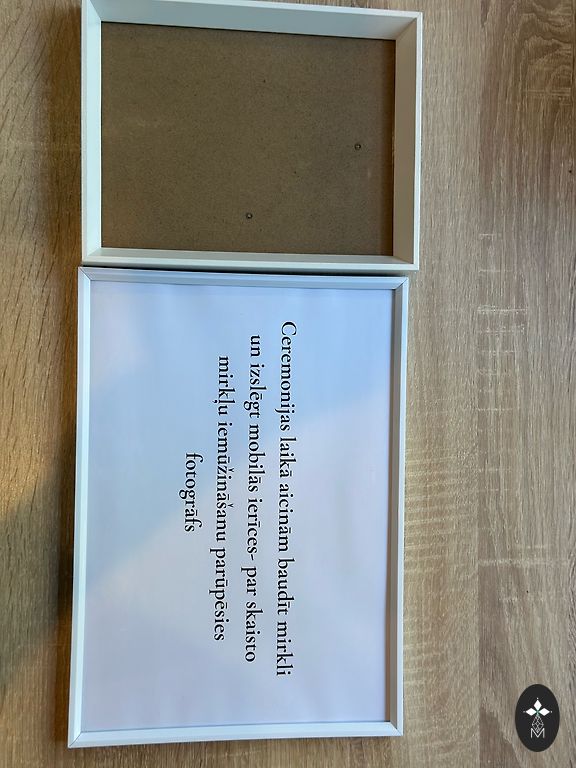 Ceremonijas laikā aicinām baudīt mirkli
un izslēgt mobilās ierīces- par skaisto
mirkļu iemūžināšanu parūpēsies
fotogrāfs
M